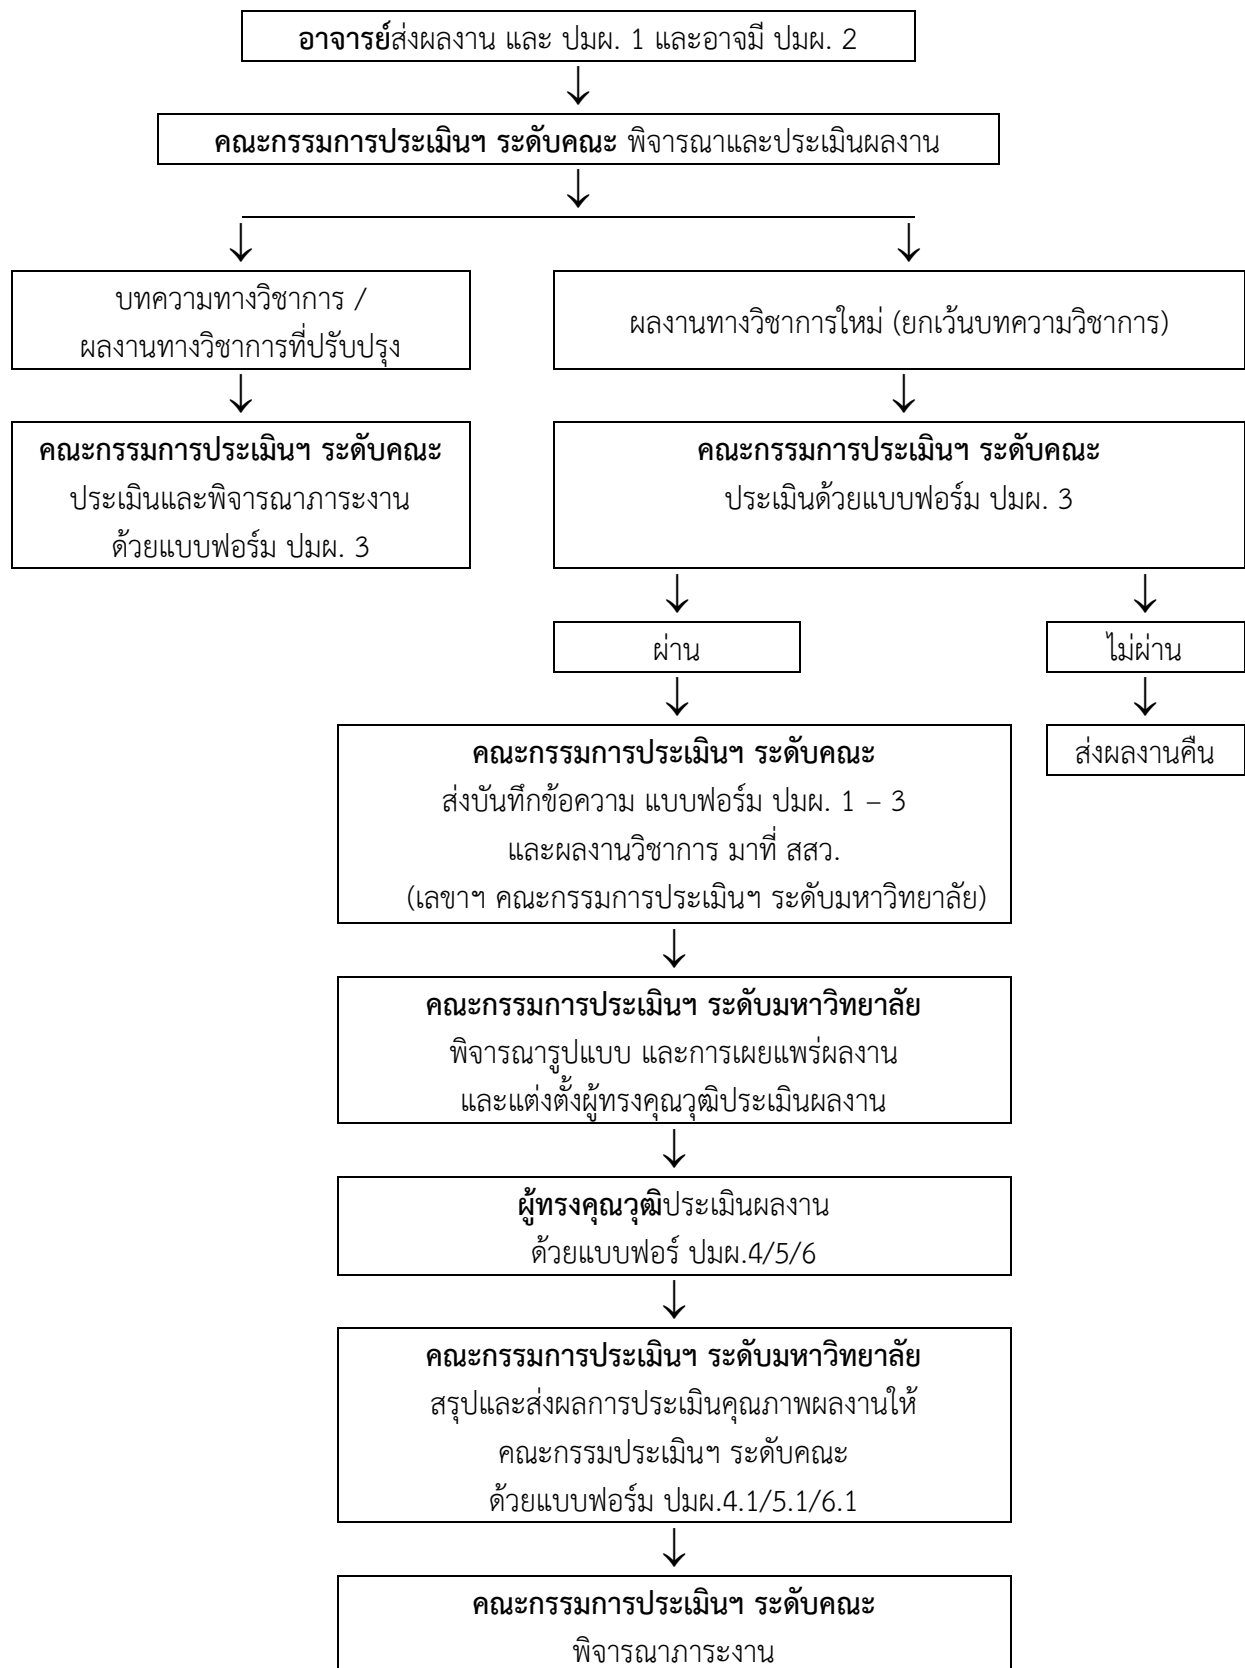 อาจารย์ส่งผลงาน และ ปมผ. 1 และอาจมี ปมผ. 2
คณะกรรมการประเมินฯ ระดับคณะ พิจารณาและประเมินผลงาน
บทความทางวิชาการ /
ผลงานทางวิชาการที่ปรับปรุง
ผลงานทางวิชาการใหม่ (ยกเว้นบทความวิชาการ)
คณะกรรมการประเมินฯ ระดับคณะ
ประเมินและพิจารณาภาระงาน
ด้วยแบบฟอร์ม ปมผ. 3
คณะกรรมการประเมินฯ ระดับคณะ
ประเมินด้วยแบบฟอร์ม ปมผ. 3
ผ่าน
ไม่ผ่าน
คณะกรรมการประเมินฯ ระดับคณะ
ส่งบันทึกข้อความ แบบฟอร์ม ปมผ. 1 – 3
และผลงานวิชาการ มาที่ สสว.
(เลขาฯ คณะกรรมการประเมินฯ ระดับมหาวิทยาลัย)
ส่งผลงานคืน
คณะกรรมการประเมินฯ ระดับมหาวิทยาลัย
พิจารณารูปแบบ และการเผยแพร่ผลงาน
และแต่งตั้งผู้ทรงคุณวุฒิประเมินผลงาน
ผู้ทรงคุณวุฒิประเมินผลงาน
ด้วยแบบฟอร์ ปมผ.4/5/6
คณะกรรมการประเมินฯ ระดับมหาวิทยาลัย
สรุปและส่งผลการประเมินคุณภาพผลงานให้
คณะกรรมประเมินฯ ระดับคณะ
ด้วยแบบฟอร์ม ปมผ.4.1/5.1/6.1
คณะกรรมการประเมินฯ ระดับคณะ
พิจารณาภาระงาน